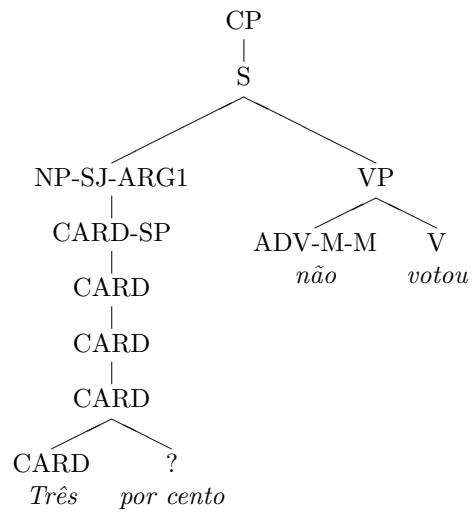 CP
S
NP-SJ-ARG1 VP
CARD-SP ADV-M-M V
não votou
CARD
CARD
CARD
CARD ?
Três por cento